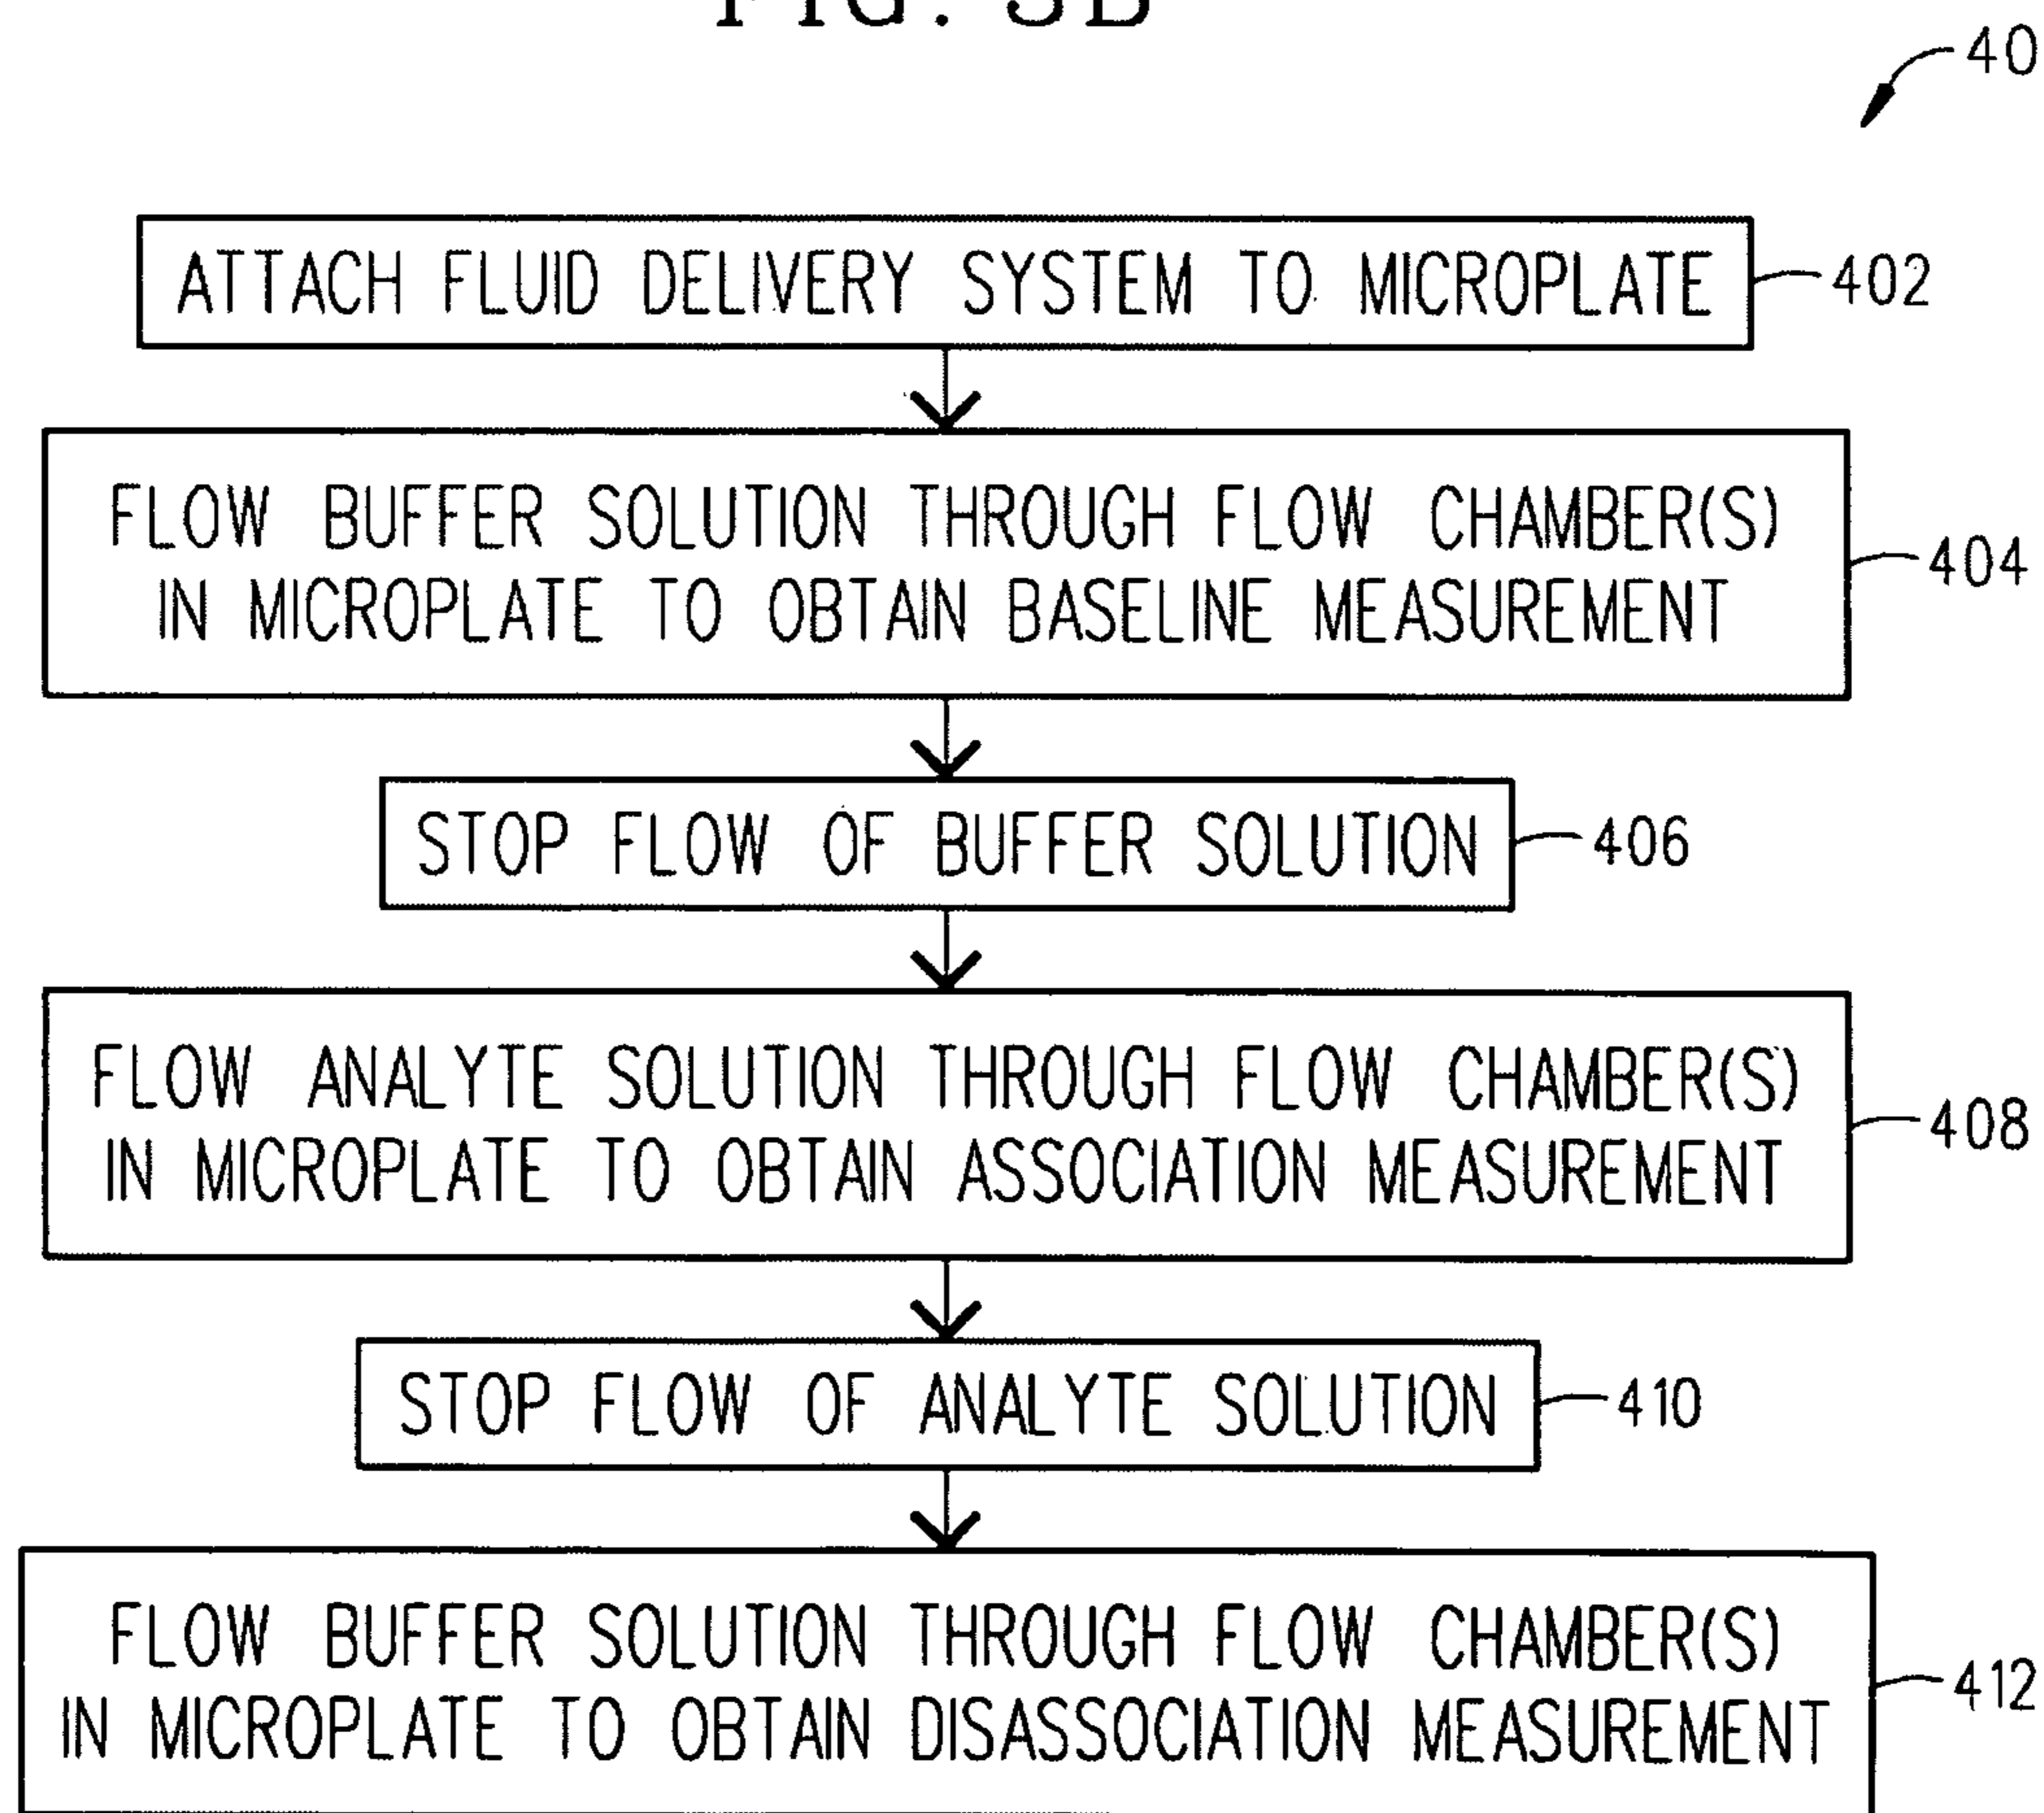 40
ATTACH FLUID DELIVERY SYSTEM TO MICROPLATE
402
FLOW BUFFER SOLUTION THROUGH FLOW CHAMBER(S)
IN MICROPLATE TO OBTAIN BASELINE MEASUREMENT
404
STOP FLOW OF BUFFER SOLUTION
406
FLOW ANALYTE SOLUTION THROUGH FLOW CHAMBER(S)
IN MICROPLATE TO OBTAIN ASSOCIATION MEASUREMENT
408
STOP FLOW OF ANALYTE SOLUTION
410
FLOW BUFFER SOLUTION THROUGH FLOW CHAMBER(S)
IN MICROPLATE TO OBTAIN DISASSOCIATION MEASUREMENT
412